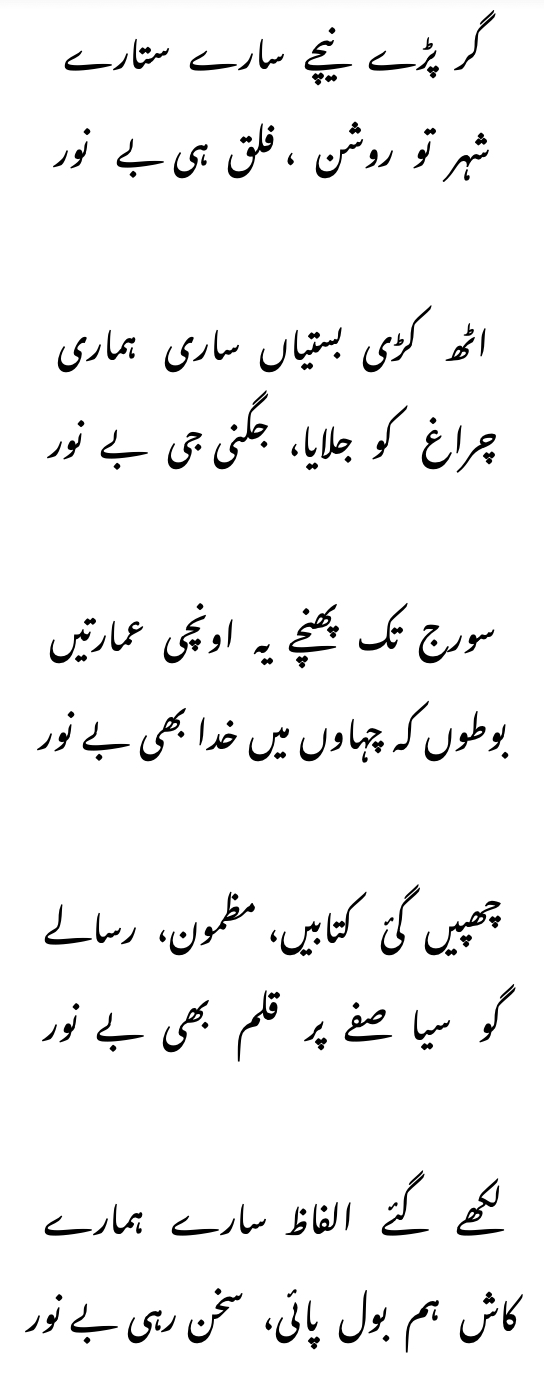 گر پڑے نیچے سارے ستارے
شہر تو روشن ، فلق ہی بے نور
اٹھ کڑی بستیاں ساری ہماری
چراغ کو جلایا، جگنی جی بے نور
سورج تک پھنچے یہ اونچی عمارتیں
بوطوں کہ چہاوں میں خدا بھی بے نور
چھپیں گئ کتابیں، مظمون، رسالے
گو سیا صفے پر قلم بھی بے نور
لکھے گئے الفاظ سارے ہمارے
کاش ہم بول پائی، سخن رہی بے نور